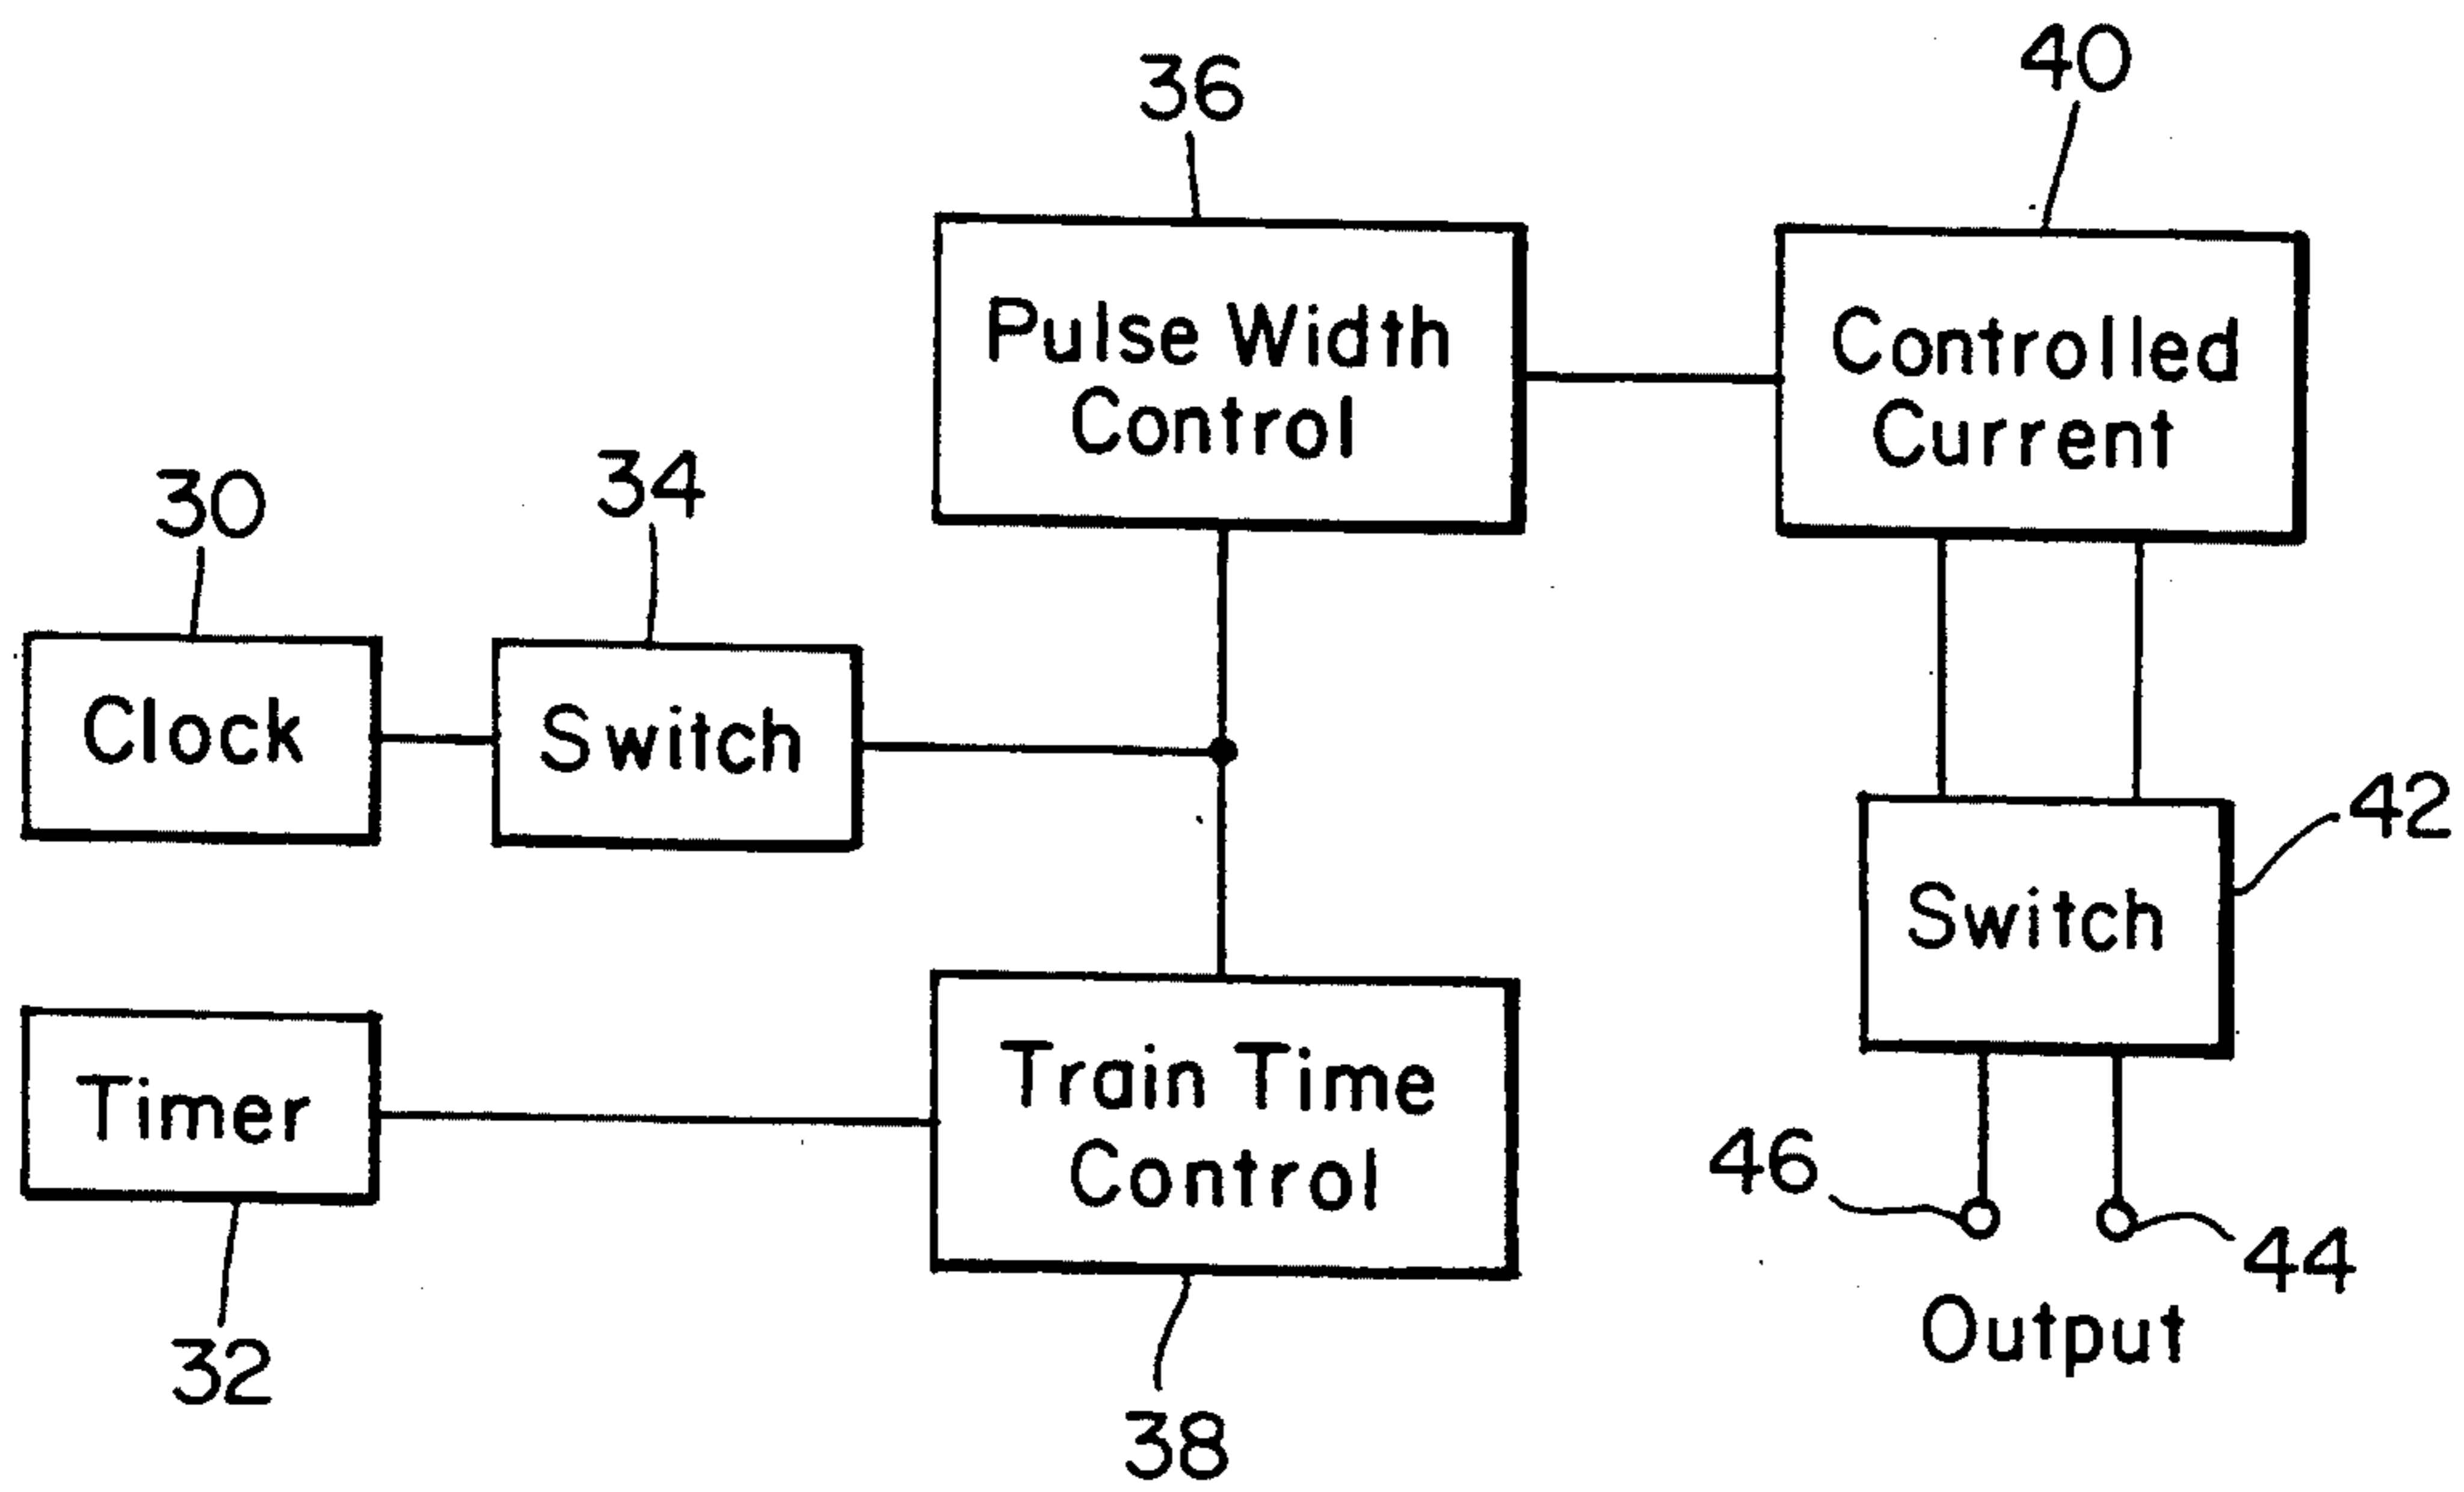 36
40
Pulse Width
Control
Controlled
Current
30
34
Clock
Switch
42
Switch
Timer
Train Time
Control
46
44
Output
32
38